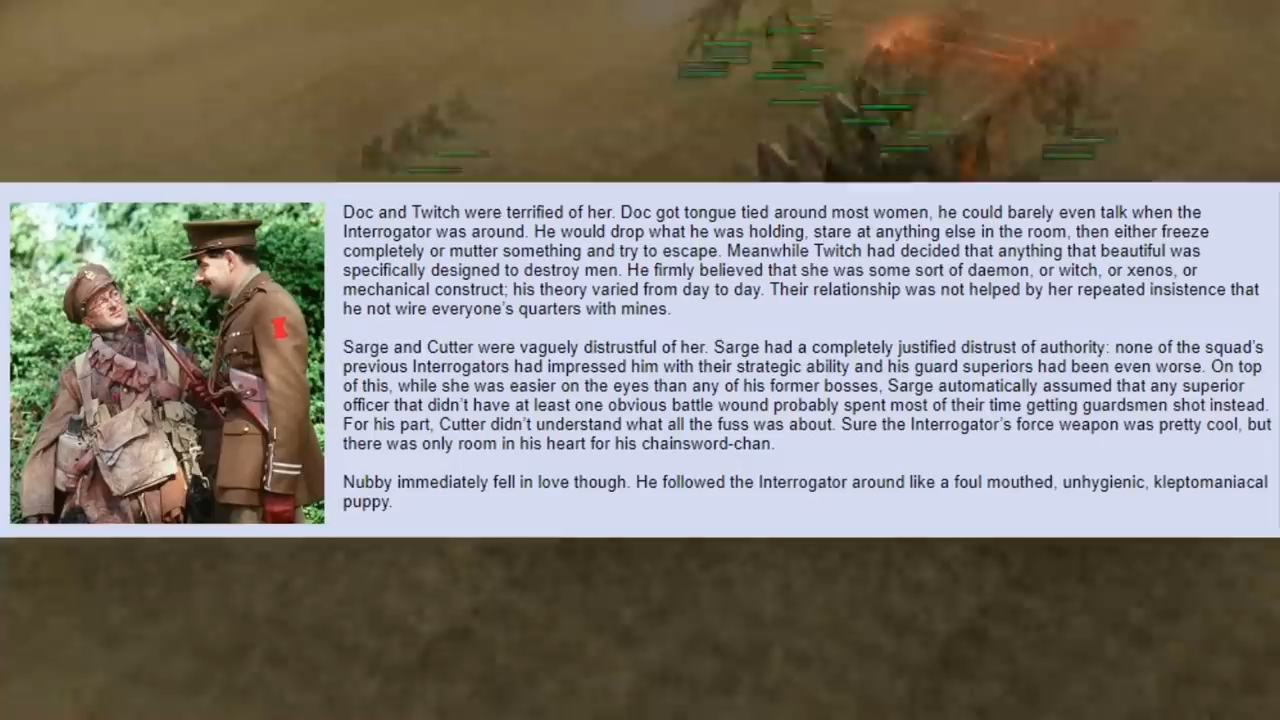 Doc and Twitch were terrified of her. Doc got tongue tied around most women, he could barely even talk when the
Interrogator was around. He would drop what he was holding, stare at anything else in the room, then either freeze
completely or mutter something and try to escape. Meanwhile Twitch had decided that anything that beautiful was
specifically designed to destroy men. He firmly believed that she was some sort of daemon, or witch, or xenos, or
mechanical construct; his theory varied from day to day. Their relationship was not helped by her repeated insistence that
he not wire everyone's quarters with mines.
Sarge and Cutter were vaguely distrustful of her. Sarge had a completely justified distrust of authority: none of the squad's
previous Interrogators had impressed him with their strategic ability and his guard superiors had been even worse. On top
of this, while she was easier on the eyes than any of his former bosses, Sarge automatically assumed that any superior
officer that didn't have at least one obvious battle wound probably spent most of their time getting guardsmen shot instead.
For his part, Cutter didn't understand what all the fuss was about. Sure the Interrogator's force weapon was pretty cool, but
there was only room in his heart for his chainsword-chan.
Nubby immediately fell in love though. He followed the Interrogator around like a foul mouthed, unhygienic, kleptomaniacal
puppy.